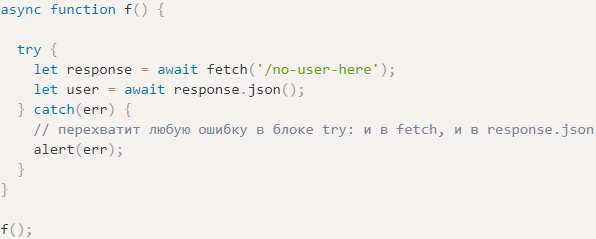 async function f() {
try {
let response = await fetch('/no-user-here');
let user = await response.json();
} catch(err) {
// перехватит любую ошибку в блоке try: и в fetch, и в response.json
alert(err);
}
}
f();